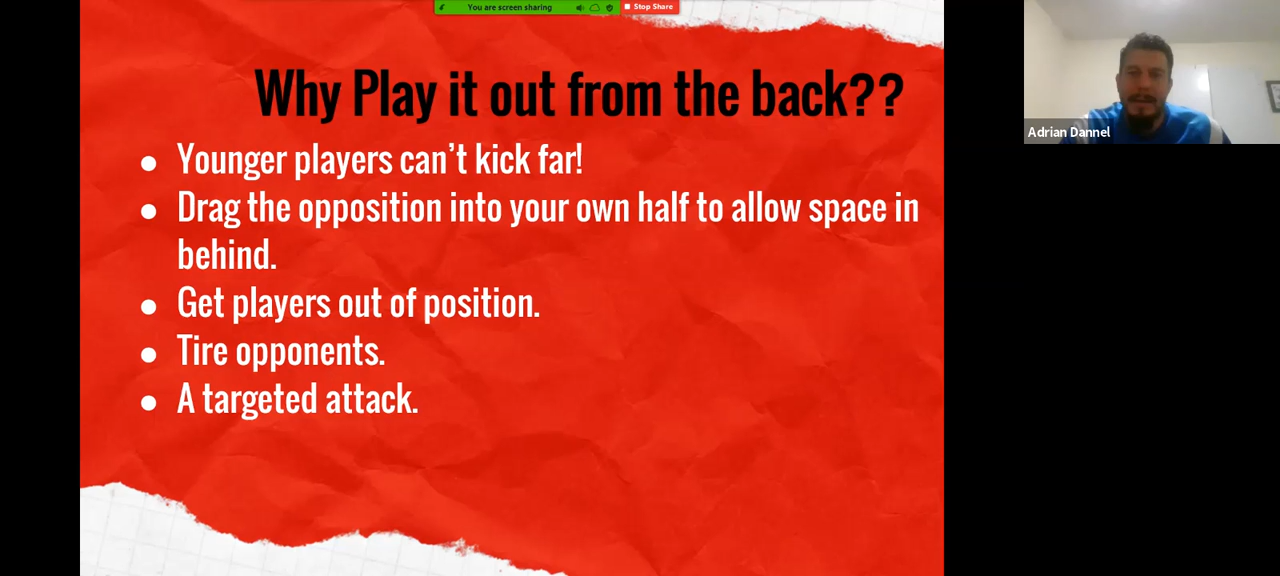 You are screen sharing
Stop Share
Why Play it out from the back??
● Younger players can’t kick far!
● Drag the opposition into your own half to allow space in
behind.
● Get players out of position.
● Tire opponents.
● A targeted attack.
Adrian Dannel